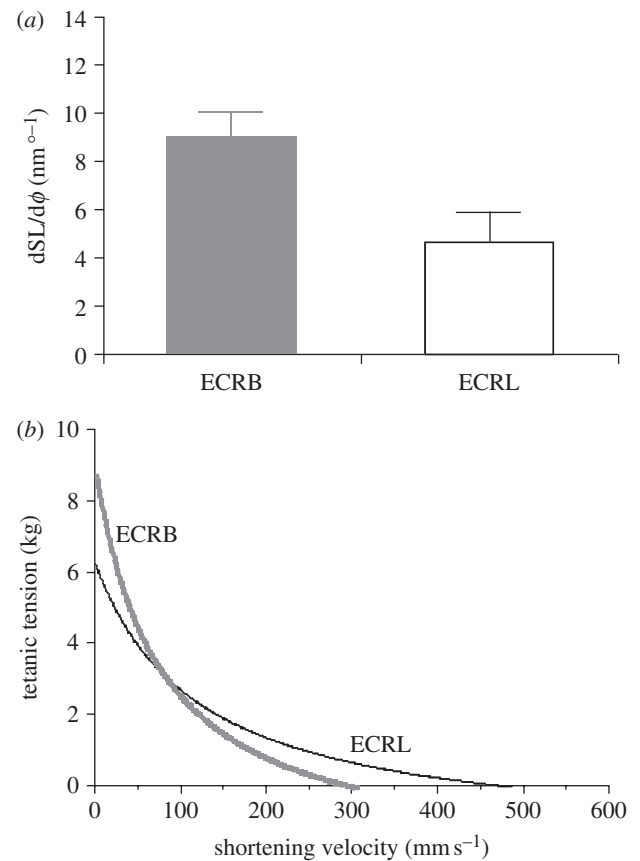 (a)
14
12
10
8
6
4
2
0
dSL/dϕ (nm °⁻¹)
ECRB ECRL
(b)
10
8
6
4
2
0
tetanic tension (kg)
ECRB
ECRL
0 100 200 300 400 500 600
shortening velocity (mm s⁻¹)